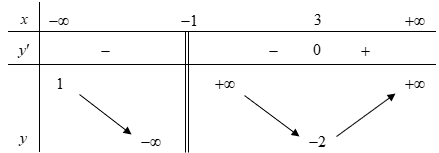 x −∞ −1 3 +∞
y' − − 0 +
1 +∞ +∞
y −∞ −2